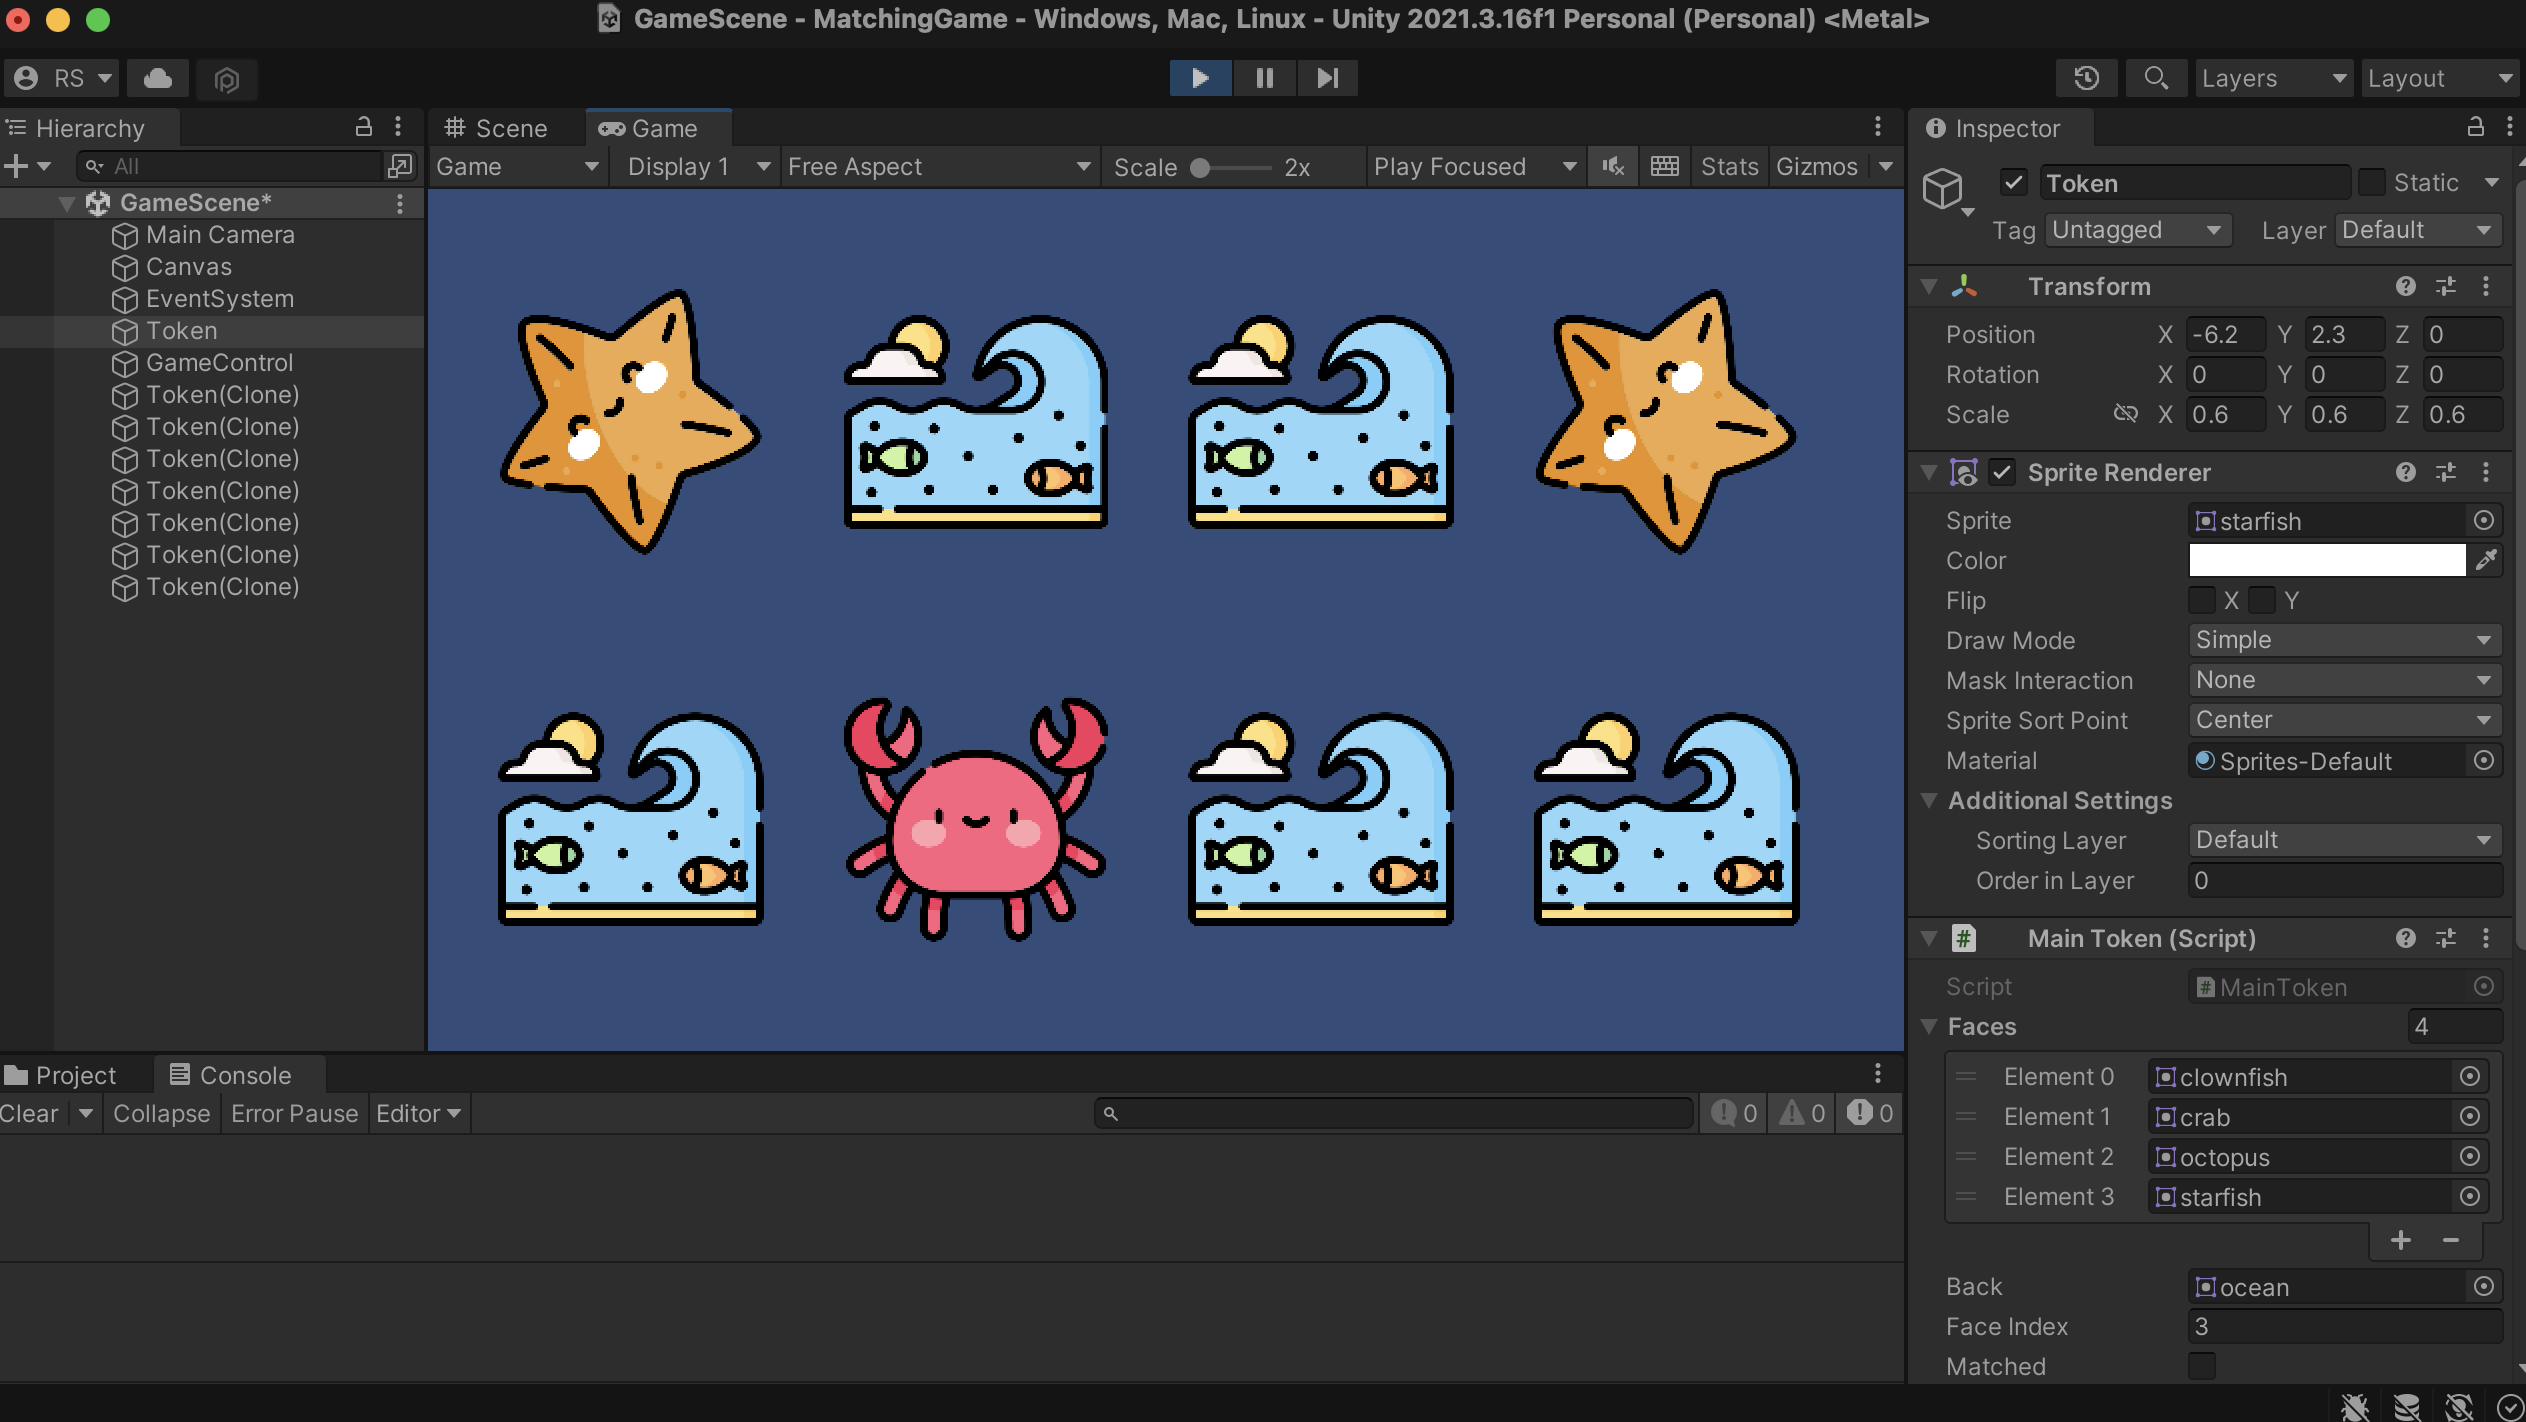 GameScene - MatchingGame - Windows, Mac, Linux - Unity 2021.3.16f1 Personal (Personal) <Metal>
RS
Layers
Layout
Hierarchy
All
GameScene*
Main Camera
Canvas
EventSystem
Token
GameControl
Token(Clone)
Token(Clone)
Token(Clone)
Token(Clone)
Token(Clone)
Token(Clone)
Token(Clone)
Scene Game
Game Display 1 Free Aspect Scale 2x Play Focused Stats Gizmos
Inspector
Token Static
Tag Untagged Layer Default
Transform
Position X -6.2 Y 2.3 Z 0
Rotation X 0 Y 0 Z 0
Scale X 0.6 Y 0.6 Z 0.6
Sprite Renderer
Sprite starfish
Color
Flip X Y
Draw Mode Simple
Mask Interaction None
Sprite Sort Point Center
Material Sprites-Default
Additional Settings
Sorting Layer Default
Order in Layer 0
# Main Token (Script)
Script # MainToken
Faces 4
Element 0 clownfish
Element 1 crab
Element 2 octopus
Element 3 starfish
+ -
Back ocean
Face Index 3
Matched
Project Console
Clear Collapse Error Pause Editor 0 0 0